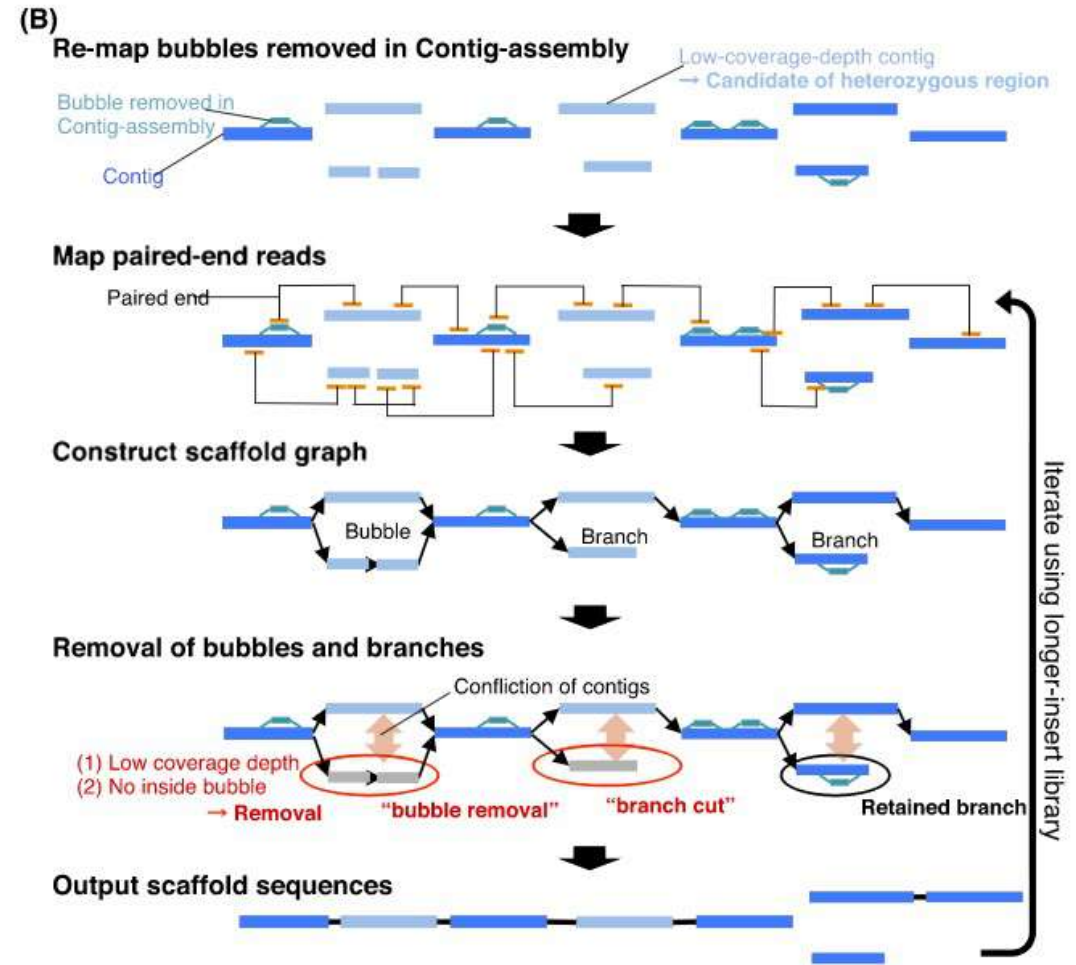 (B)
Re-map bubbles removed in Contig-assembly
Low-coverage-depth contig
→ Candidate of heterozygous region
Bubble removed in
Contig-assembly
Contig
Map paired-end reads
Paired end
Construct scaffold graph
Bubble
Branch
Branch
Removal of bubbles and branches
Confliction of contigs
(1) Low coverage depth
(2) No inside bubble
→ Removal
“bubble removal”
“branch cut”
Retained branch
Output scaffold sequences
Iterate using longer-insert library